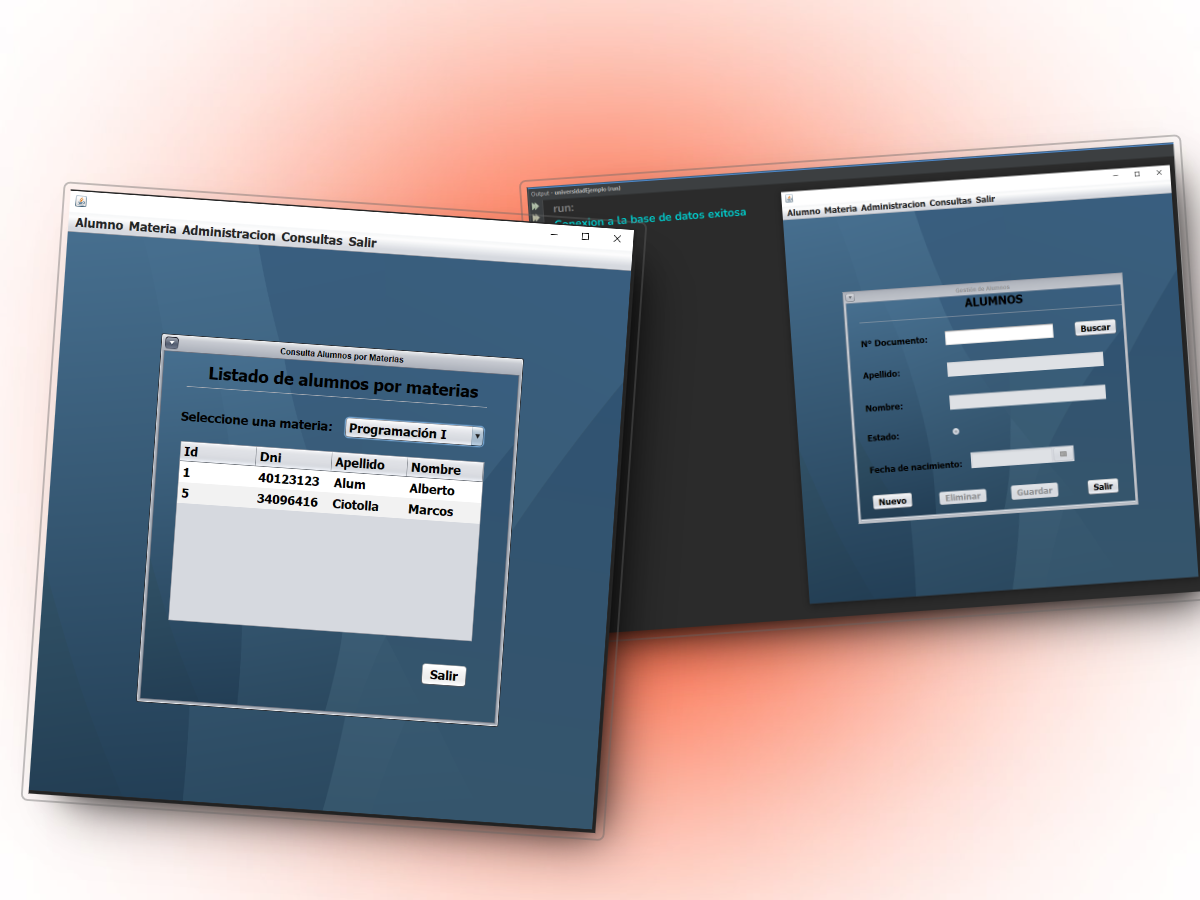 Alumno Materia Administracion Consultas Salir
Consulta Alumnos por Materias
Listado de alumnos por materias
Seleccione una materia: Programación I
Id Dni Apellido Nombre
1 40123123 Alum Alberto
5 34096416 Ciotolla Marcos
Salir
Output - universidadEjemplo (run)
run:
Conexion a la base de datos exitosa
Alumno Materia Administracion Consultas Salir
Gestion de Alumnos
ALUMNOS
Nº Documento: Buscar
Apellido:
Nombre:
Estado:
Fecha de nacimiento:
Nuevo Eliminar Guardar Salir